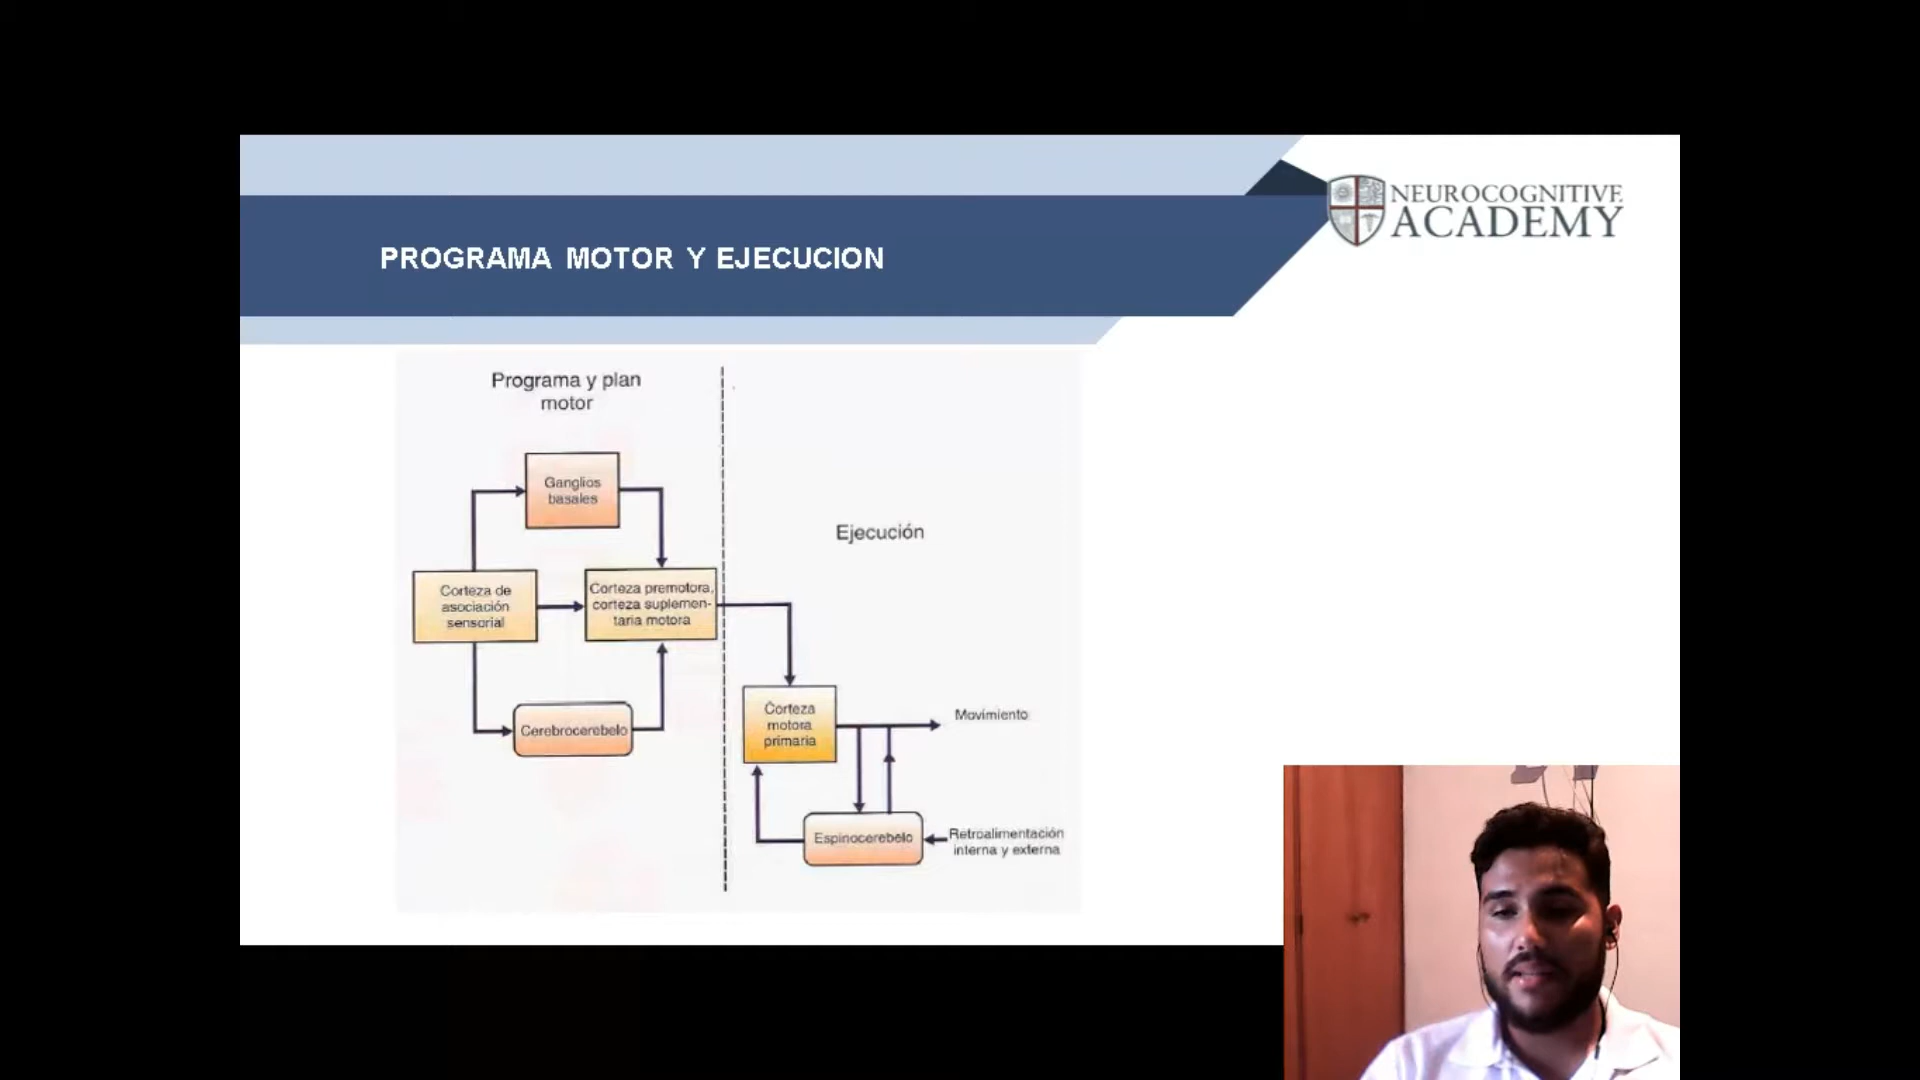 NEUROCOGNITIVE
ACADEMY
PROGRAMA MOTOR Y EJECUCION
Programa y plan
motor
Ganglios
basales
Ejecución
Corteza de
asociación
sensorial
Corteza premotora,
corteza suplemen-
taria motora
Cerebrocerebelo
Corteza
motora
primaria
Movimiento
Espinocerebelo
Retroalimentación
interna y externa